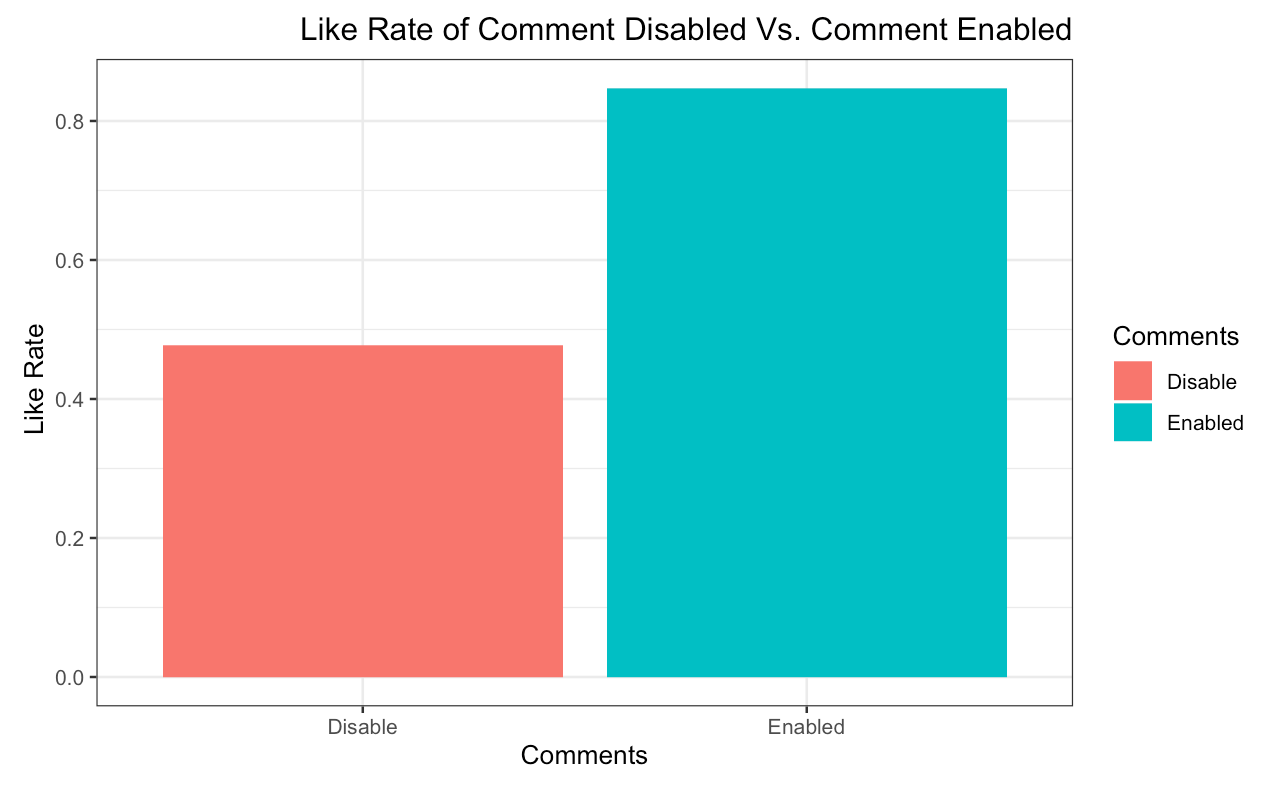 Like Rate of Comment Disabled Vs. Comment Enabled
0.8
0.6
0.4
0.2
0.0
Like Rate
Disable
Enabled
Comments
Comments
Disable
Enabled